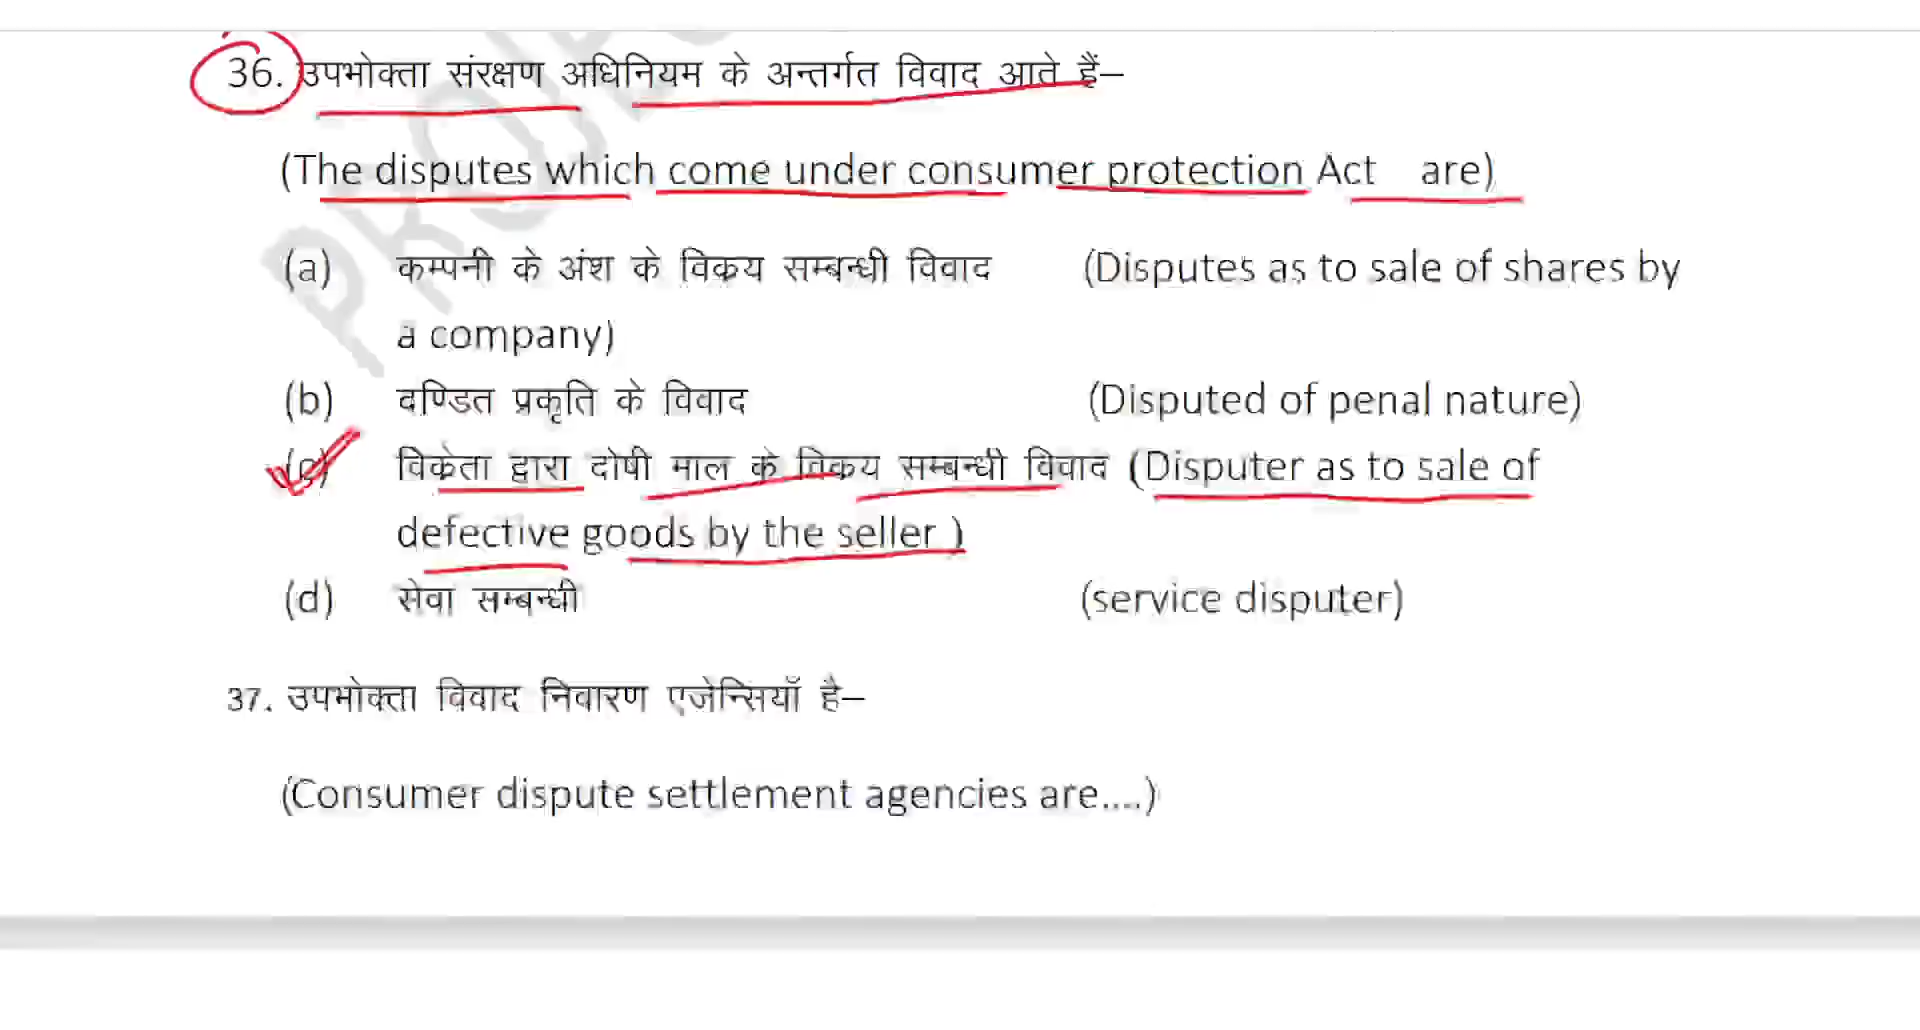 36. उपभोक्ता संरक्षण अधिनियम के अन्तर्गत विवाद आते हैं–
(The disputes which come under consumer protection Act are)
(a) कम्पनी के अंश के विक्रय सम्बन्धी विवाद (Disputes as to sale of shares by
a company)
(b) दण्डित प्रकृति के विवाद (Disputed of penal nature)
(c) विक्रेता द्वारा दोषी माल के विक्रय सम्बन्धी विवाद (Disputer as to sale of
defective goods by the seller )
(d) सेवा सम्बन्धी (service disputer)
37. उपभोक्ता विवाद निवारण एजेन्सियाँ है–
(Consumer dispute settlement agencies are....)